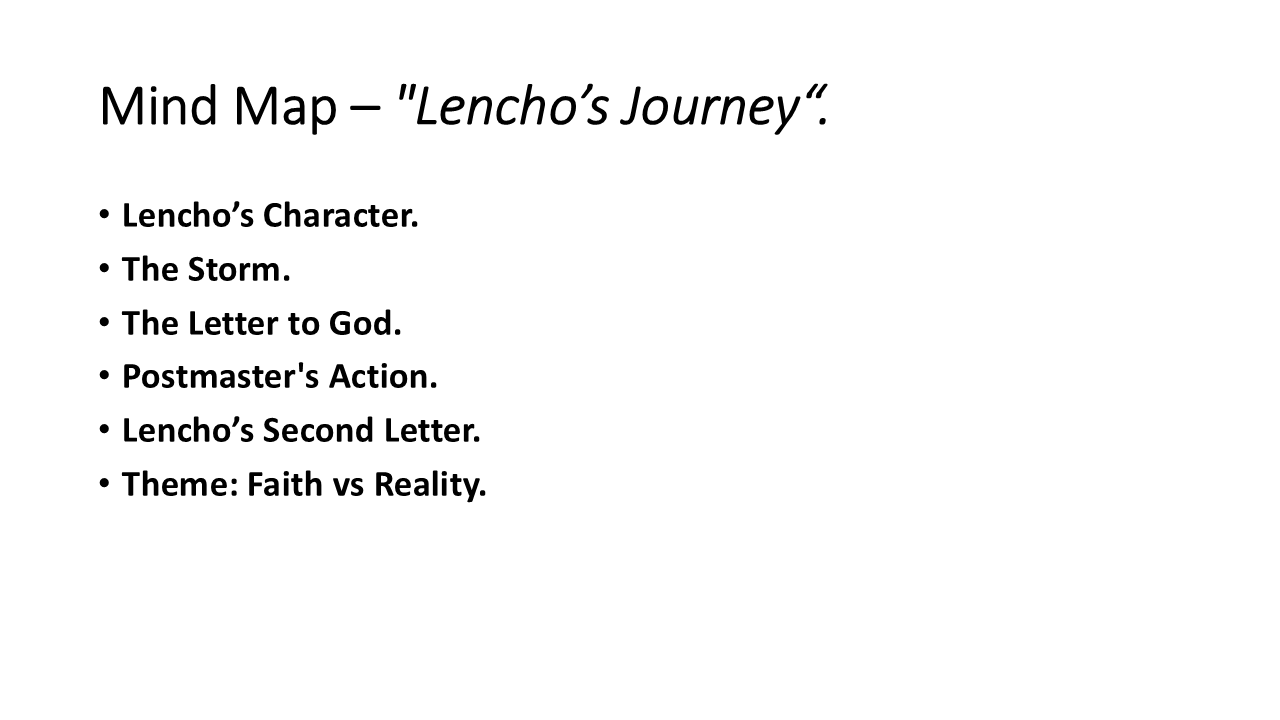 Mind Map – "Lencho’s Journey“.
• Lencho’s Character.
• The Storm.
• The Letter to God.
• Postmaster's Action.
• Lencho’s Second Letter.
• Theme: Faith vs Reality.